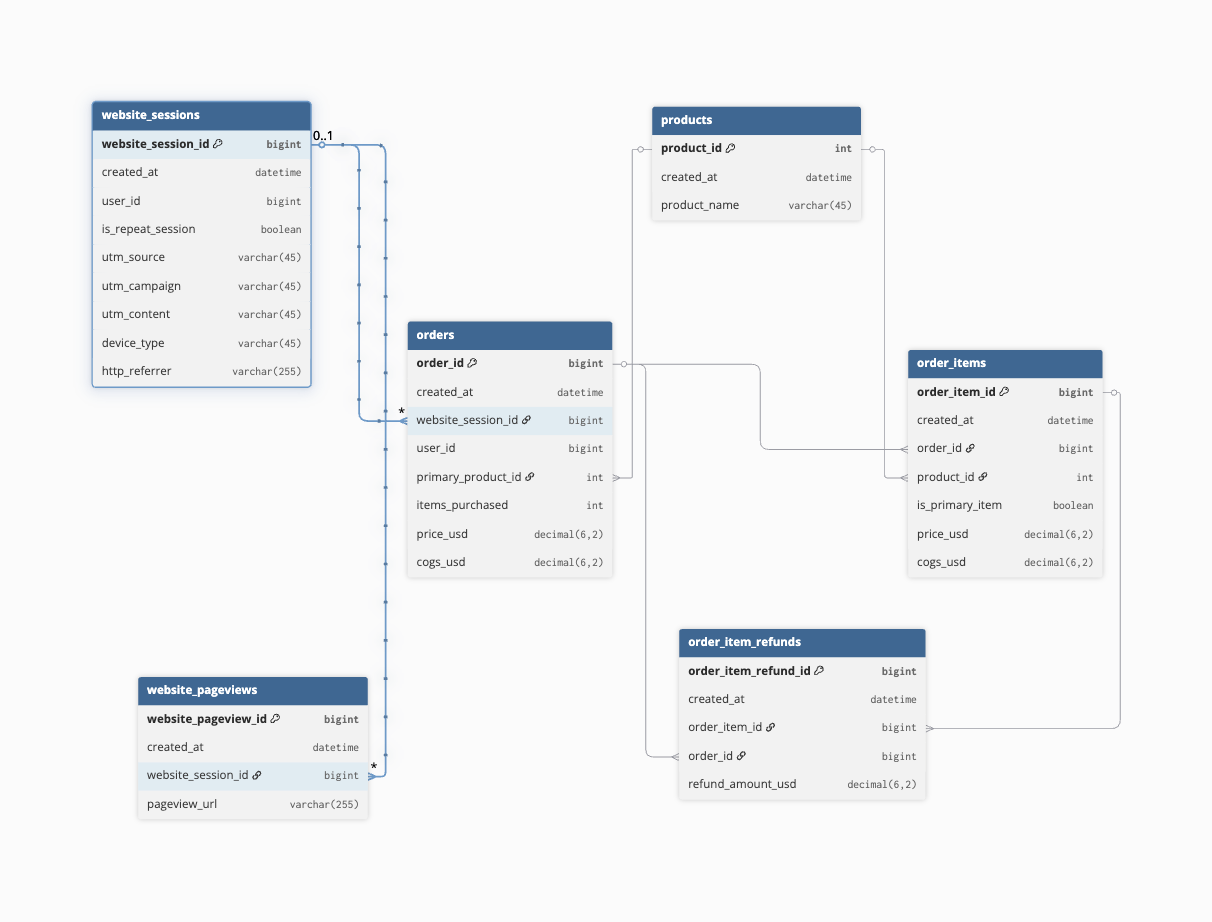 website_sessions
website_session_id bigint
created_at datetime
user_id bigint
is_repeat_session boolean
utm_source varchar(45)
utm_campaign varchar(45)
utm_content varchar(45)
device_type varchar(45)
http_referrer varchar(255)
0..1
products
product_id int
created_at datetime
product_name varchar(45)
orders
order_id bigint
created_at datetime
*
website_session_id bigint
user_id bigint
primary_product_id int
items_purchased int
price_usd decimal(6,2)
cogs_usd decimal(6,2)
order_items
order_item_id bigint
created_at datetime
order_id bigint
product_id int
is_primary_item boolean
price_usd decimal(6,2)
cogs_usd decimal(6,2)
website_pageviews
website_pageview_id bigint
created_at datetime
website_session_id bigint
*
pageview_url varchar(255)
order_item_refunds
order_item_refund_id bigint
created_at datetime
order_item_id bigint
order_id bigint
refund_amount_usd decimal(6,2)